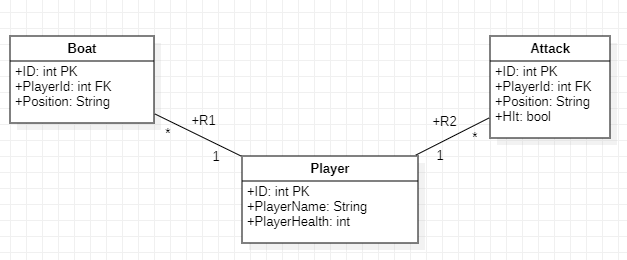 Boat
+ID: int PK
+PlayerId: int FK
+Position: String
Attack
+ID: int PK
+PlayerId: int FK
+Position: String
+HIt: bool
+R1
*
1
+R2
*
1
Player
+ID: int PK
+PlayerName: String
+PlayerHealth: int